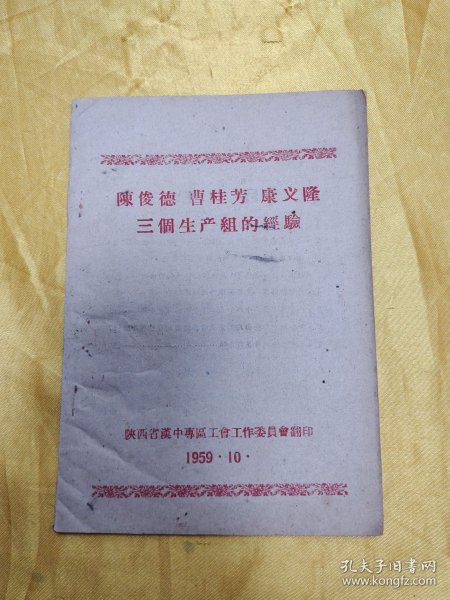 陳俊德 曹桂芳 康义隆
三個生产組的經驗
陝西省漢中專區工會工作委員會翻印
1959·10·
孔夫子旧书网
www.kongfz.com